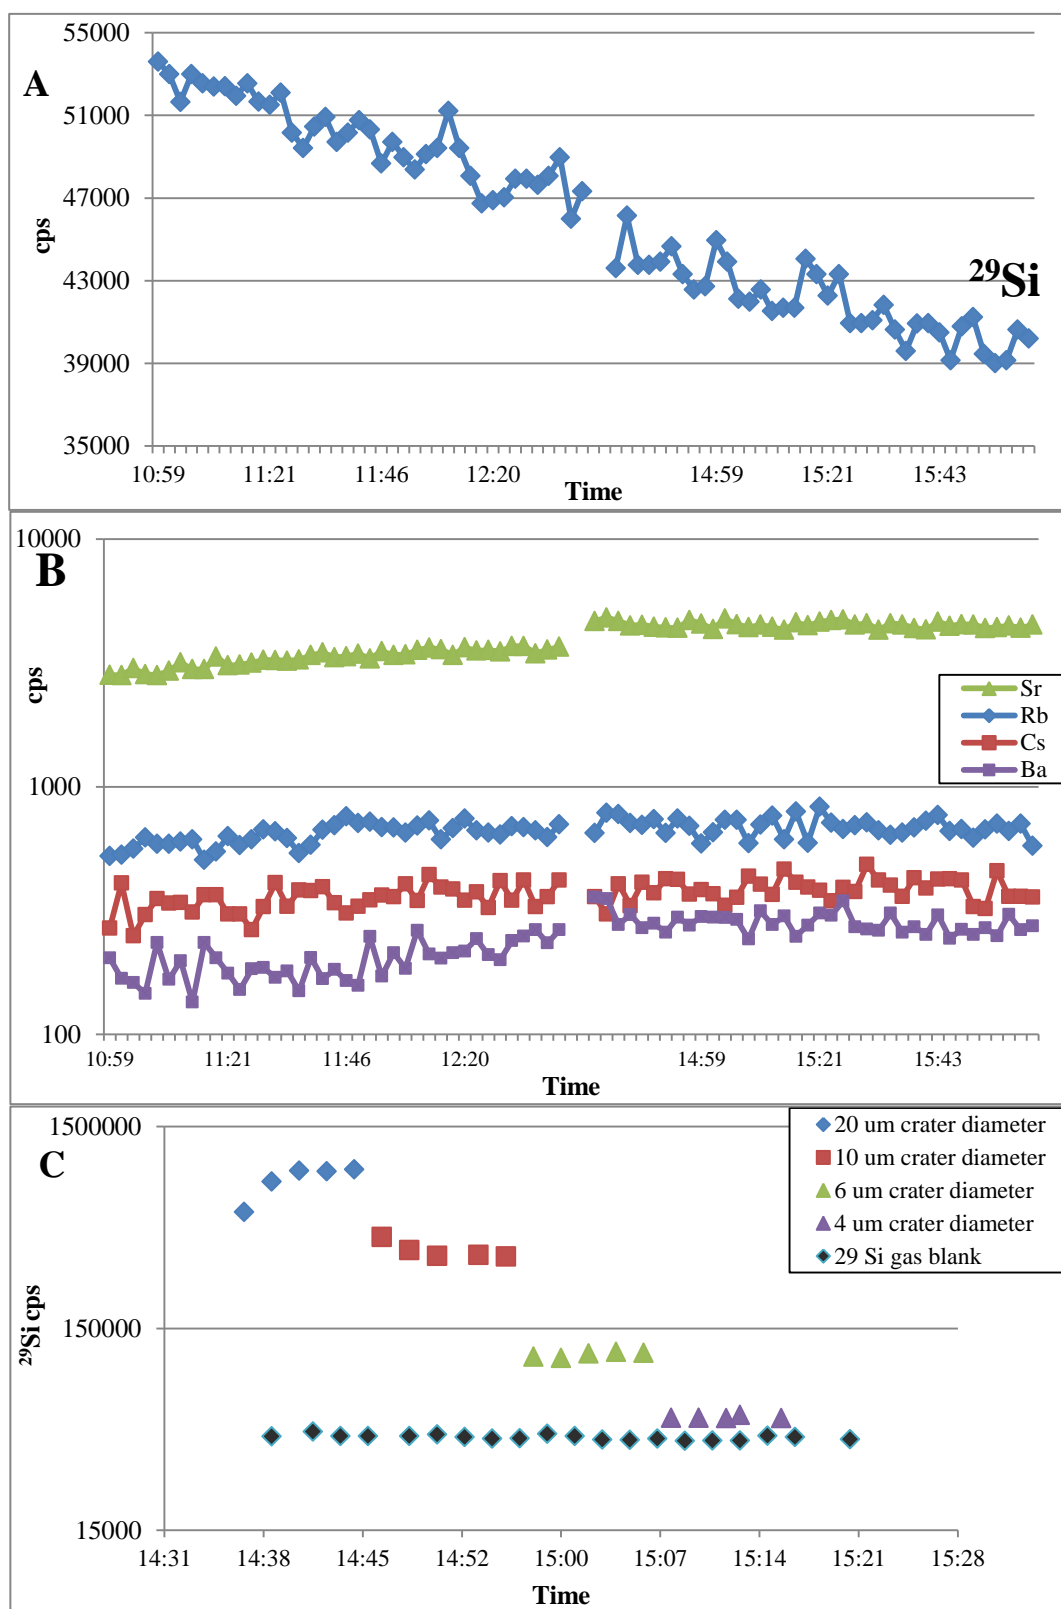 A
55000
51000
47000
43000
39000
35000
cps
²⁹Si
10:59 11:21 11:46 12:20 14:59 15:21 15:43
Time
B
10000
1000
100
cps
Sr
Rb
Cs
Ba
10:59 11:21 11:46 12:20 14:59 15:21 15:43
Time
C
1500000
150000
15000
²⁹Si cps
20 um crater diameter
10 um crater diameter
6 um crater diameter
4 um crater diameter
29 Si gas blank
14:31 14:38 14:45 14:52 15:00 15:07 15:14 15:21 15:28
Time